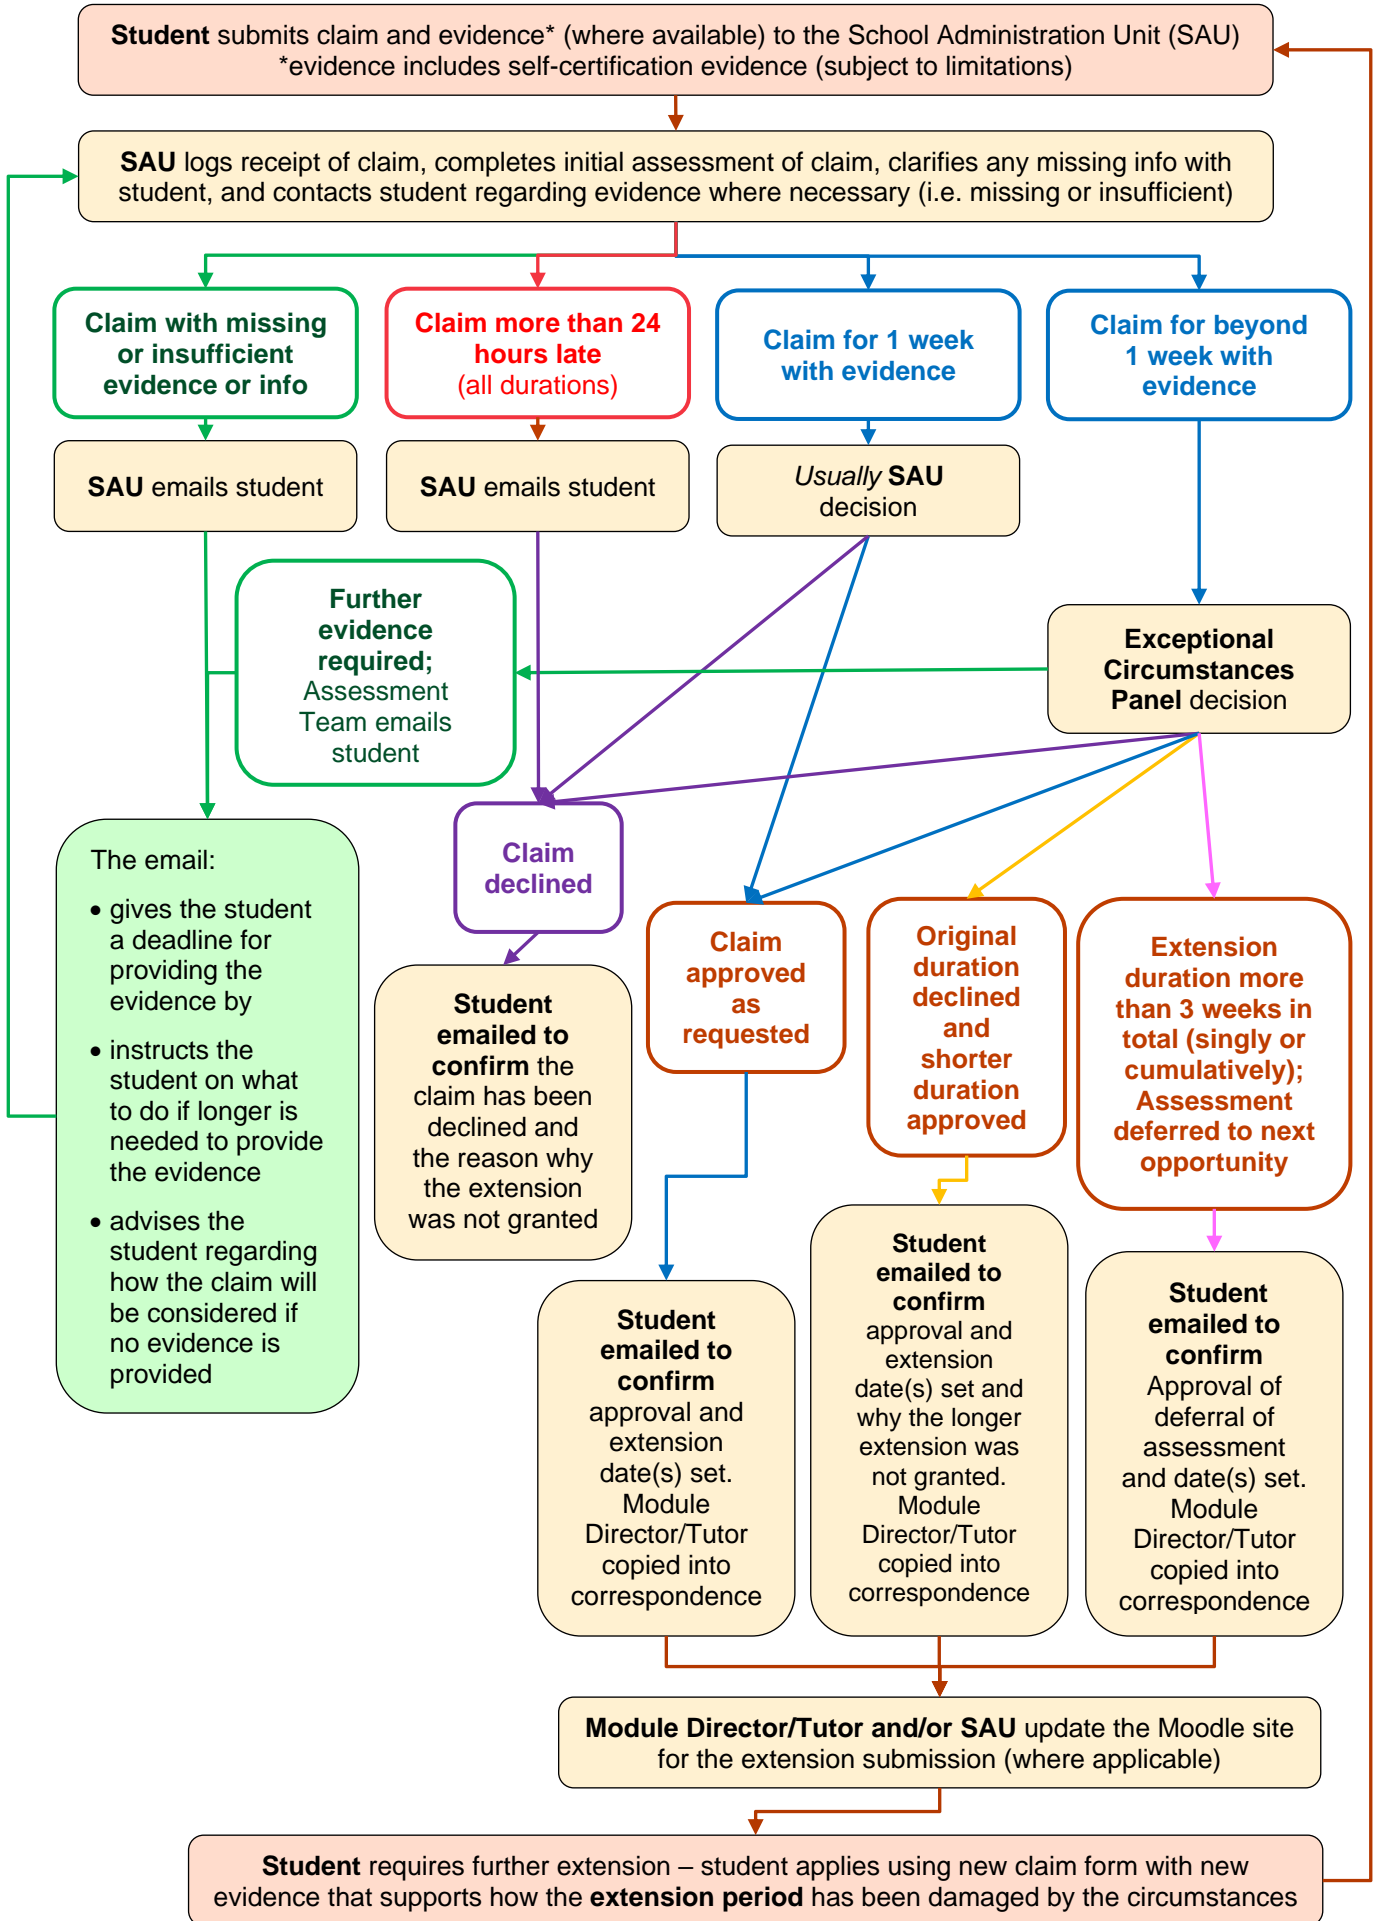 Student submits claim and evidence* (where available) to the School Administration Unit (SAU)
*evidence includes self-certification evidence (subject to limitations)
SAU logs receipt of claim, completes initial assessment of claim, clarifies any missing info with
student, and contacts student regarding evidence where necessary (i.e. missing or insufficient)
Claim with missing
or insufficient
evidence or info
Claim more than 24
hours late
(all durations)
Claim for 1 week
with evidence
Claim for beyond
1 week with
evidence
SAU emails student
SAU emails student
Usually SAU
decision
Further
evidence
required;
Assessment
Team emails
student
Exceptional
Circumstances
Panel decision
The email:
• gives the student
a deadline for
providing the
evidence by
• instructs the
student on what
to do if longer is
needed to provide
the evidence
• advises the
student regarding
how the claim will
be considered if
no evidence is
provided
Claim
declined
Claim
approved
as
requested
Original
duration
declined
and
shorter
duration
approved
Extension
duration more
than 3 weeks in
total (singly or
cumulatively);
Assessment
deferred to next
opportunity
Student
emailed to
confirm the
claim has been
declined and
the reason why
the extension
was not granted
Student
emailed to
confirm
approval and
extension
date(s) set.
Module
Director/Tutor
copied into
correspondence
Student
emailed to
confirm
approval and
extension
date(s) set and
why the longer
extension was
not granted.
Module
Director/Tutor
copied into
correspondence
Student
emailed to
confirm
Approval of
deferral of
assessment
and date(s) set.
Module
Director/Tutor
copied into
correspondence
Module Director/Tutor and/or SAU update the Moodle site
for the extension submission (where applicable)
Student requires further extension – student applies using new claim form with new
evidence that supports how the extension period has been damaged by the circumstances